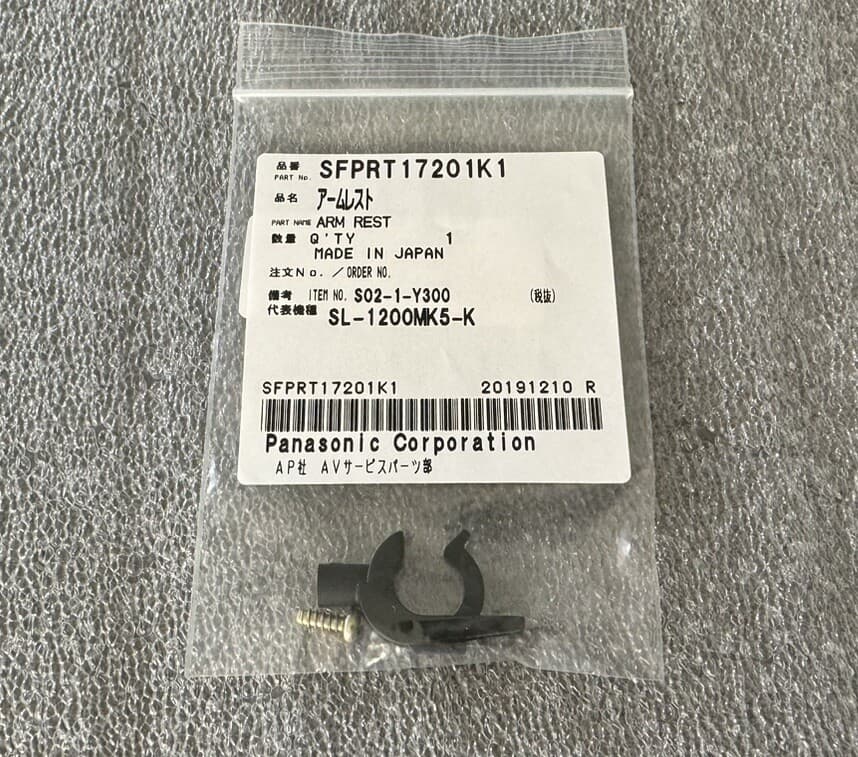 品番
PART No. SFPRT17201K1
品名 アームレスト
PART NAME ARM REST
数量 Q'TY 1
MADE IN JAPAN
注文No. ／ORDER NO.
備考 ITEM NO. S02-1-Y300 (税抜)
代表機種 SL-1200MK5-K
SFPRT17201K1 20191210 R
Panasonic Corporation
AP社 AVサービスパーツ部